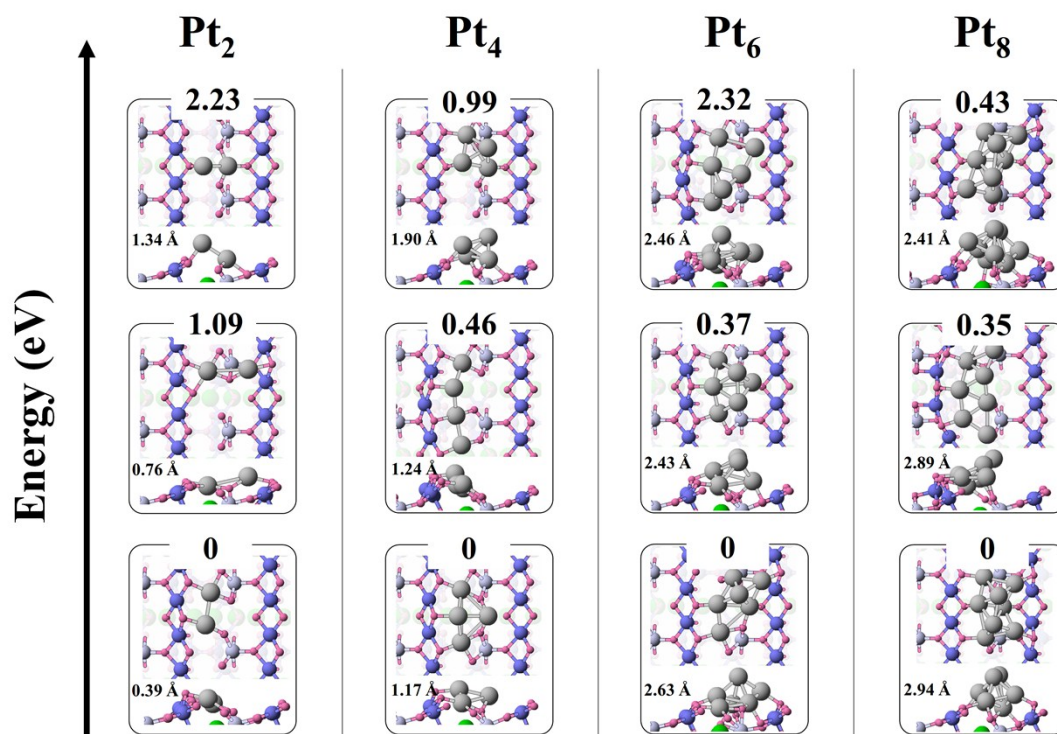 Pt₂ Pt₄ Pt₆ Pt₈
Energy (eV)
2.23 0.99 2.32 0.43
1.34 Å 1.90 Å 2.46 Å 2.41 Å
1.09 0.46 0.37 0.35
0.76 Å 1.24 Å 2.43 Å 2.89 Å
0 0 0 0
0.39 Å 1.17 Å 2.63 Å 2.94 Å